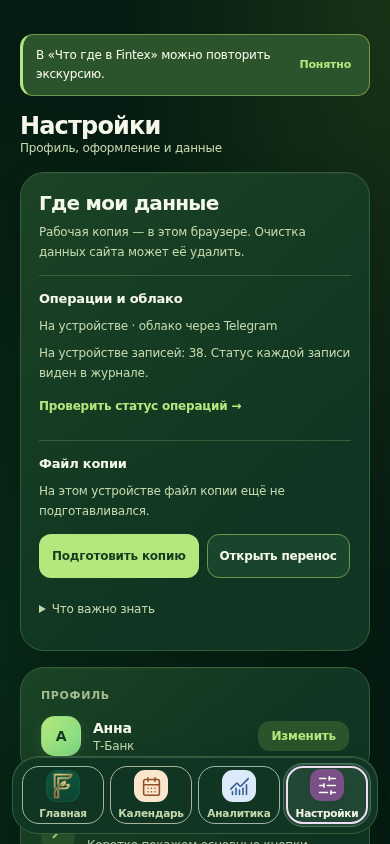 В «Что где в Fintex» можно повторить
экскурсию.
Понятно
Настройки
Профиль, оформление и данные
Где мои данные
Рабочая копия — в этом браузере. Очистка
данных сайта может её удалить.
Операции и облако
На устройстве · облако через Telegram
На устройстве записей: 38. Статус каждой записи
виден в журнале.
Проверить статус операций →
Файл копии
На этом устройстве файл копии ещё не
подготавливался.
Подготовить копию
Открыть перенос
Что важно знать
ПРОФИЛЬ
А
Анна
Т-Банк
Изменить
Главная
Календарь
Аналитика
Настройки